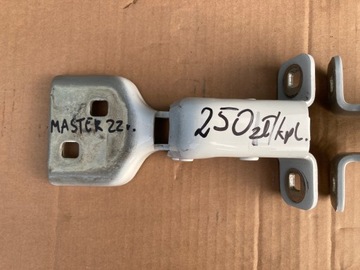 MASTER 22r.
250 zł/kpl.